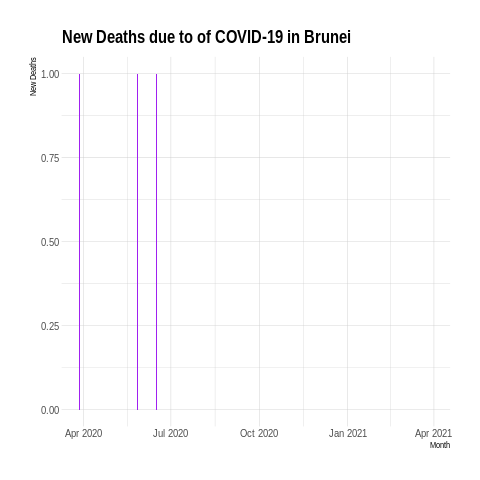 New Deaths due to of COVID-19 in Brunei
New Deaths
1.00
0.75
0.50
0.25
0.00
Apr 2020 Jul 2020 Oct 2020 Jan 2021 Apr 2021
Month